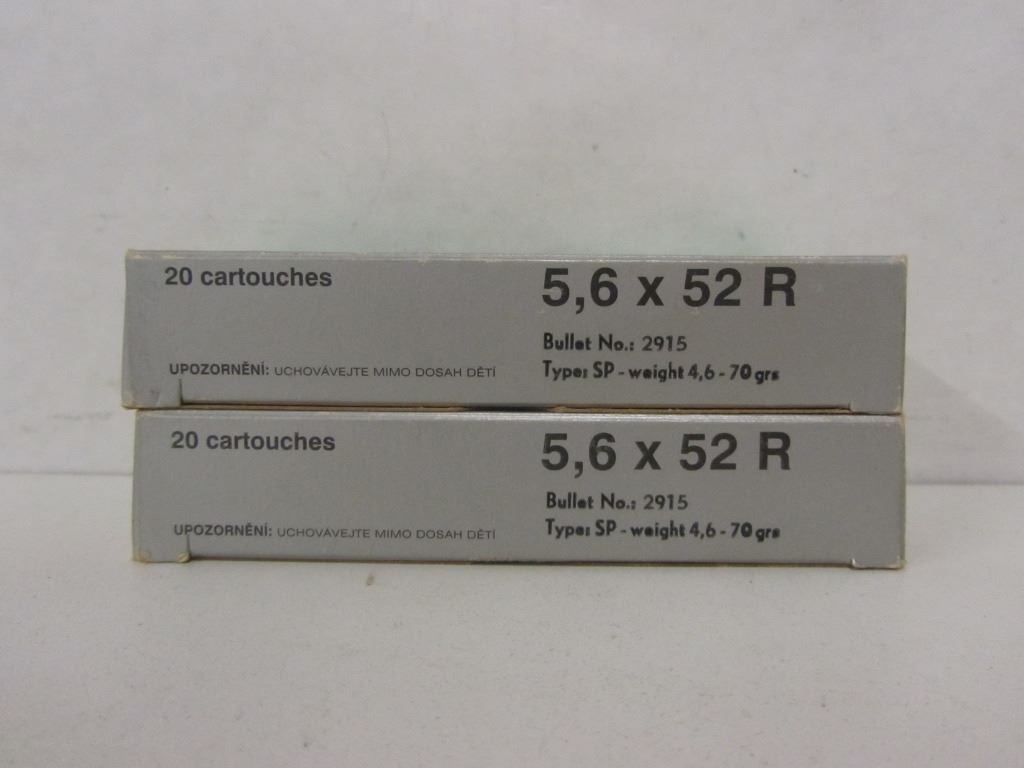 20 cartouches
5,6 x 52 R
Bullet No.: 2915
UPOZORNĚNÍ: UCHOVÁVEJTE MIMO DOSAH DĚTÍ
Type: SP - weight 4,6 - 70 grs
20 cartouches
5,6 x 52 R
Bullet No.: 2915
UPOZORNĚNÍ: UCHOVÁVEJTE MIMO DOSAH DĚTÍ
Type: SP - weight 4,6 - 70 grs